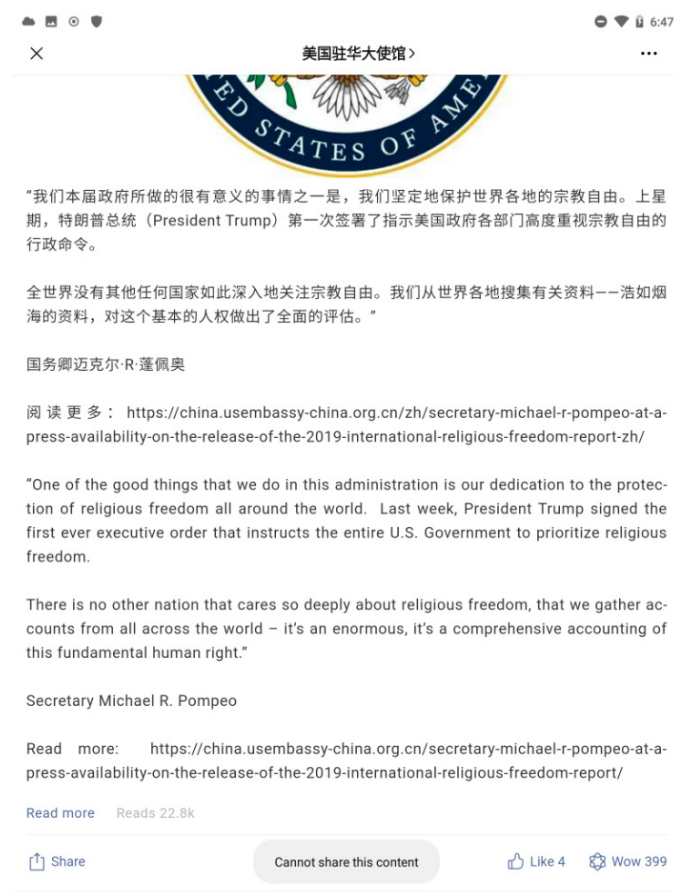 6:47
美国驻华大使馆>
TED STATES OF AME
“我们本届政府所做的很有意义的事情之一是，我们坚定地保护世界各地的宗教自由。上星
期，特朗普总统（President Trump）第一次签署了指示美国政府各部门高度重视宗教自由的
行政命令。
全世界没有其他任何国家如此深入地关注宗教自由。我们从世界各地搜集有关资料——浩如烟
海的资料，对这个基本的人权做出了全面的评估。”
国务卿迈克尔·R·蓬佩奥
阅读更多：https://china.usembassy-china.org.cn/zh/secretary-michael-r-pompeo-at-a-
press-availability-on-the-release-of-the-2019-international-religious-freedom-report-zh/
“One of the good things that we do in this administration is our dedication to the protec-
tion of religious freedom all around the world. Last week, President Trump signed the
first ever executive order that instructs the entire U.S. Government to prioritize religious
freedom.
There is no other nation that cares so deeply about religious freedom, that we gather ac-
counts from all across the world – it’s an enormous, it’s a comprehensive accounting of
this fundamental human right.”
Secretary Michael R. Pompeo
Read more: https://china.usembassy-china.org.cn/secretary-michael-r-pompeo-at-a-
press-availability-on-the-release-of-the-2019-international-religious-freedom-report/
Read more Reads 22.8k
Share Cannot share this content Like 4 Wow 399